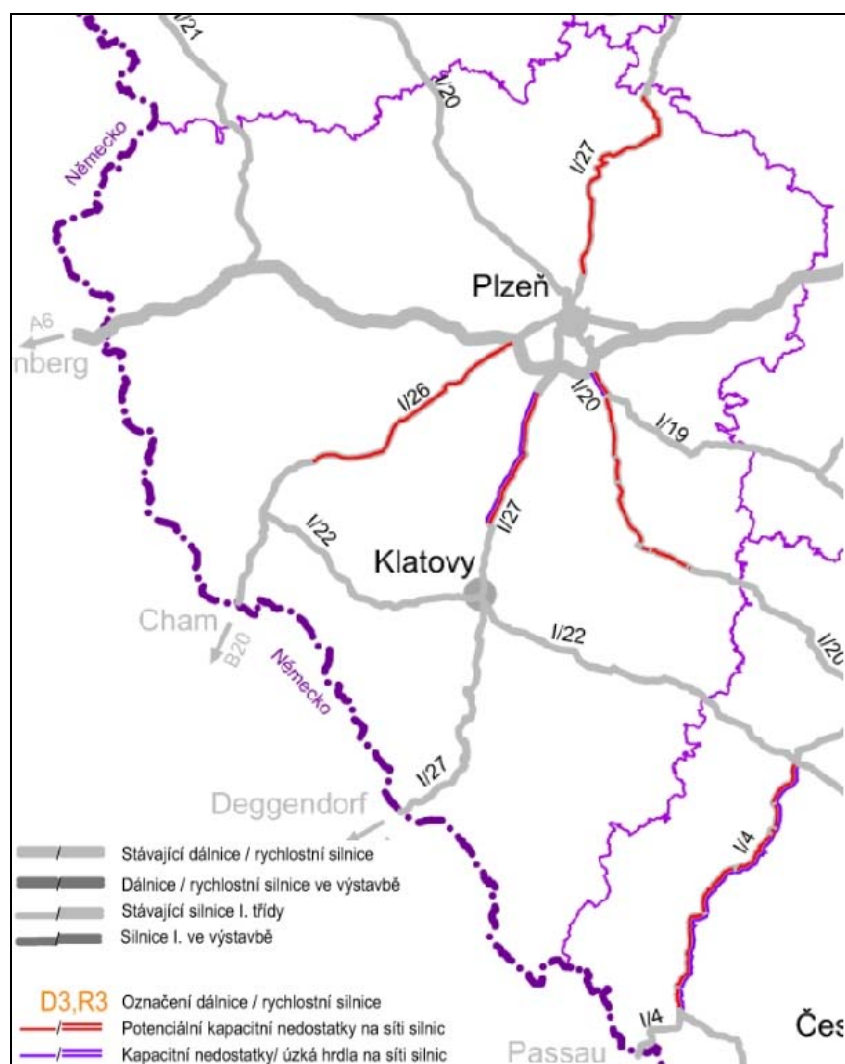 I/21
I/20
Německo
I/27
Plzeň
A6
nberg
I/26
I/20
I/19
I/27
I/22
Klatovy
Cham
B20
I/22
I/20
Německo
I/27
Deggendorf
I/4
Stávající dálnice / rychlostní silnice
Dálnice / rychlostní silnice ve výstavbě
Stávající silnice I. třídy
Silnice I. ve výstavbě
D3,R3 Označení dálnice / rychlostní silnice
I/4
Čes
Potenciální kapacitní nedostatky na síti silnic
Passau
Kapacitní nedostatky/ úzká hrdla na síti silnic